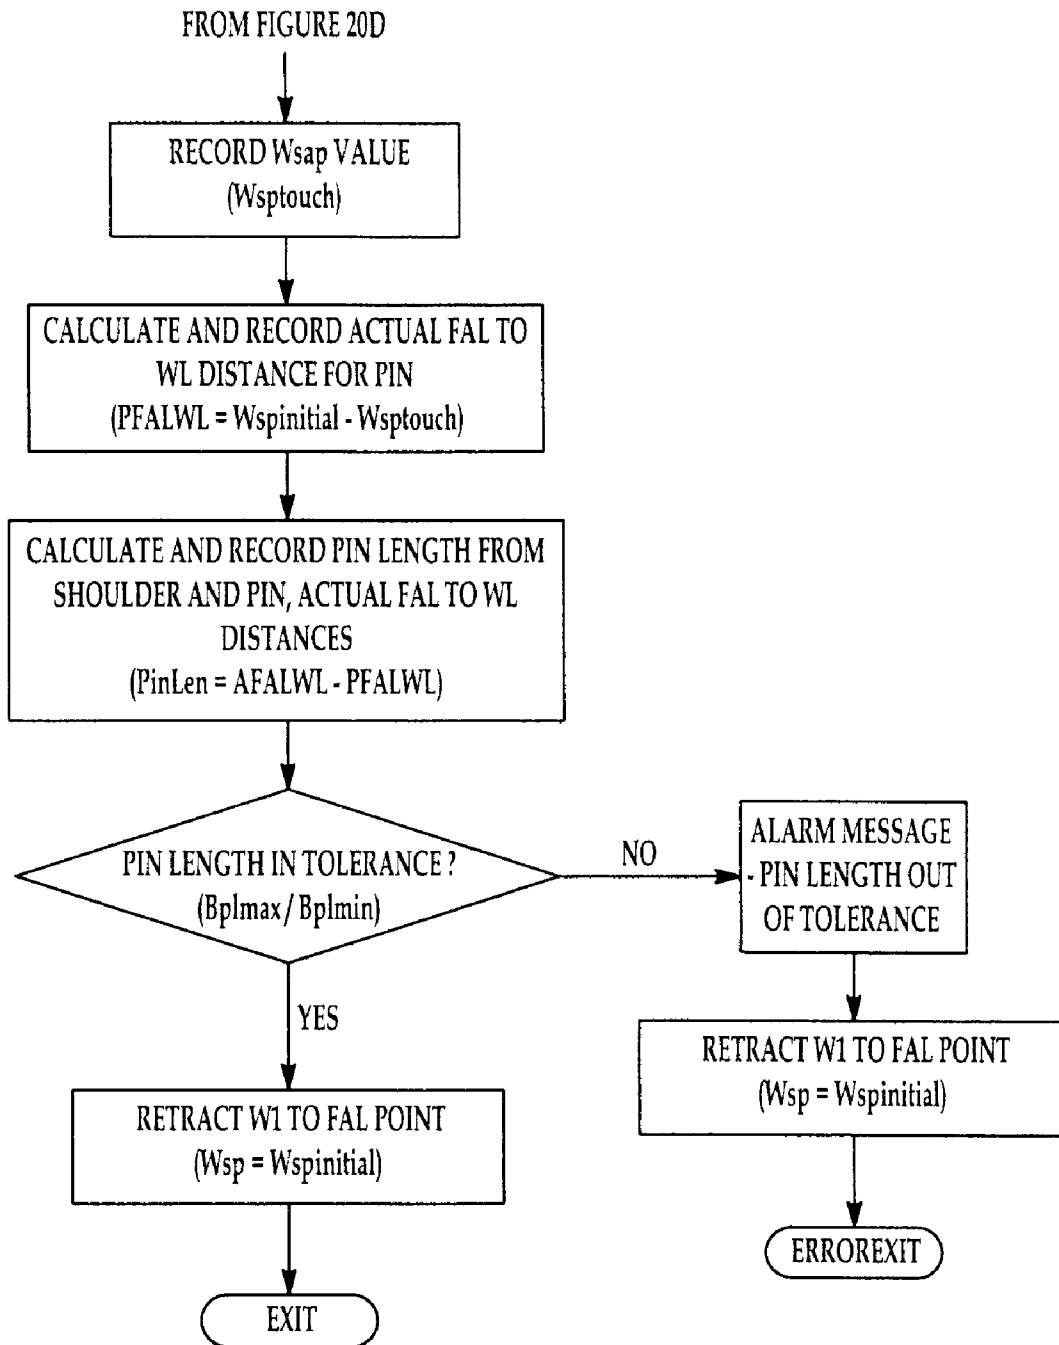 FROM FIGURE 20D
RECORD Wsap VALUE
(Wsptouch)
CALCULATE AND RECORD ACTUAL FAL TO
WL DISTANCE FOR PIN
(PFALWL = Wspinitial - Wsptouch)
CALCULATE AND RECORD PIN LENGTH FROM
SHOULDER AND PIN, ACTUAL FAL TO WL
DISTANCES
(PinLen = AFALWL - PFALWL)
PIN LENGTH IN TOLERANCE ?
(Bplmax / Bplmin)
NO
ALARM MESSAGE
- PIN LENGTH OUT
OF TOLERANCE
YES
RETRACT W1 TO FAL POINT
(Wsp = Wspinitial)
RETRACT W1 TO FAL POINT
(Wsp = Wspinitial)
ERROREXIT
EXIT